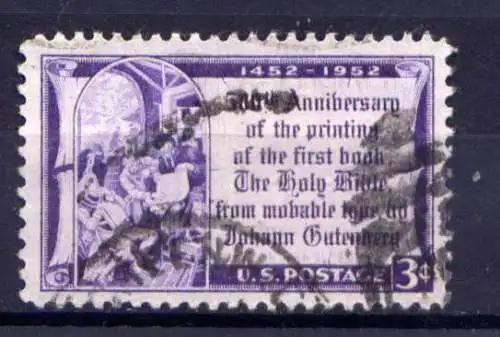 1452-1952
500th Anniversary
of the printing
of the first book
The Holy Bible
from movable type by
Johann Gutenberg
U.S. POSTAGE 3¢